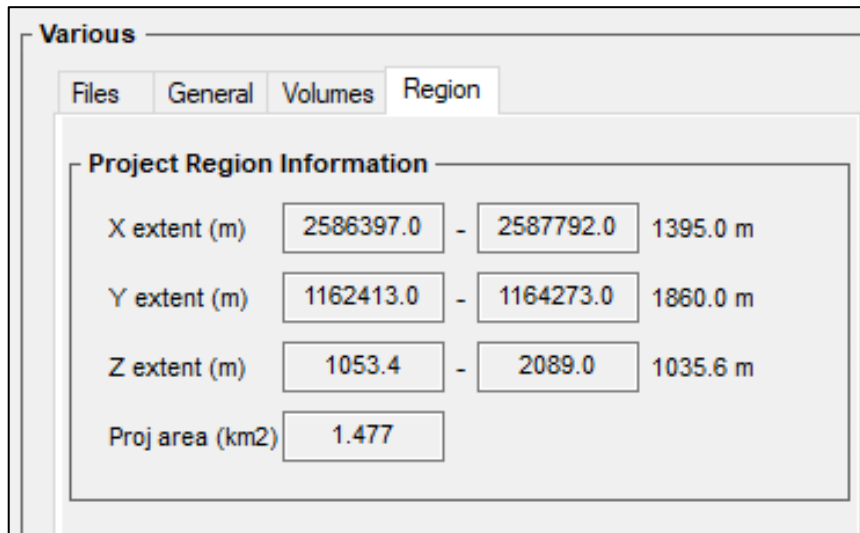 Various
Files General Volumes Region
Project Region Information
X extent (m) 2586397.0 - 2587792.0 1395.0 m
Y extent (m) 1162413.0 - 1164273.0 1860.0 m
Z extent (m) 1053.4 - 2089.0 1035.6 m
Proj area (km2) 1.477